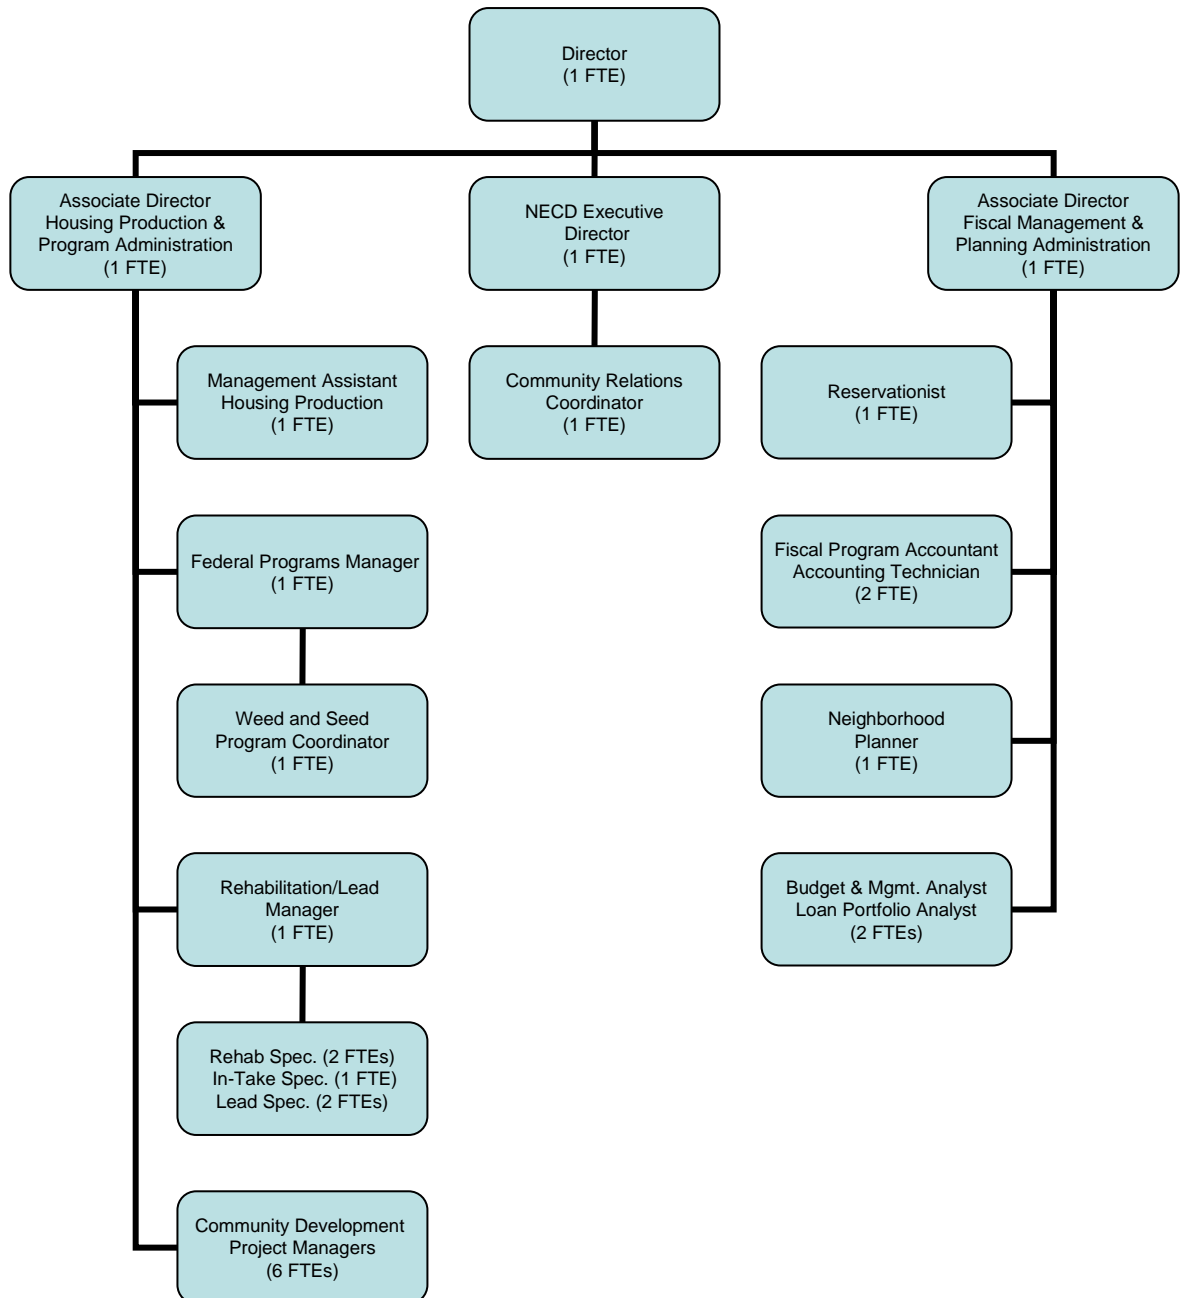 Director
(1 FTE)
Associate Director
Housing Production &
Program Administration
(1 FTE)
NECD Executive
Director
(1 FTE)
Associate Director
Fiscal Management &
Planning Administration
(1 FTE)
Management Assistant
Housing Production
(1 FTE)
Community Relations
Coordinator
(1 FTE)
Reservationist
(1 FTE)
Federal Programs Manager
(1 FTE)
Fiscal Program Accountant
Accounting Technician
(2 FTE)
Weed and Seed
Program Coordinator
(1 FTE)
Neighborhood
Planner
(1 FTE)
Rehabilitation/Lead
Manager
(1 FTE)
Budget & Mgmt. Analyst
Loan Portfolio Analyst
(2 FTEs)
Rehab Spec. (2 FTEs)
In-Take Spec. (1 FTE)
Lead Spec. (2 FTEs)
Community Development
Project Managers
(6 FTEs)